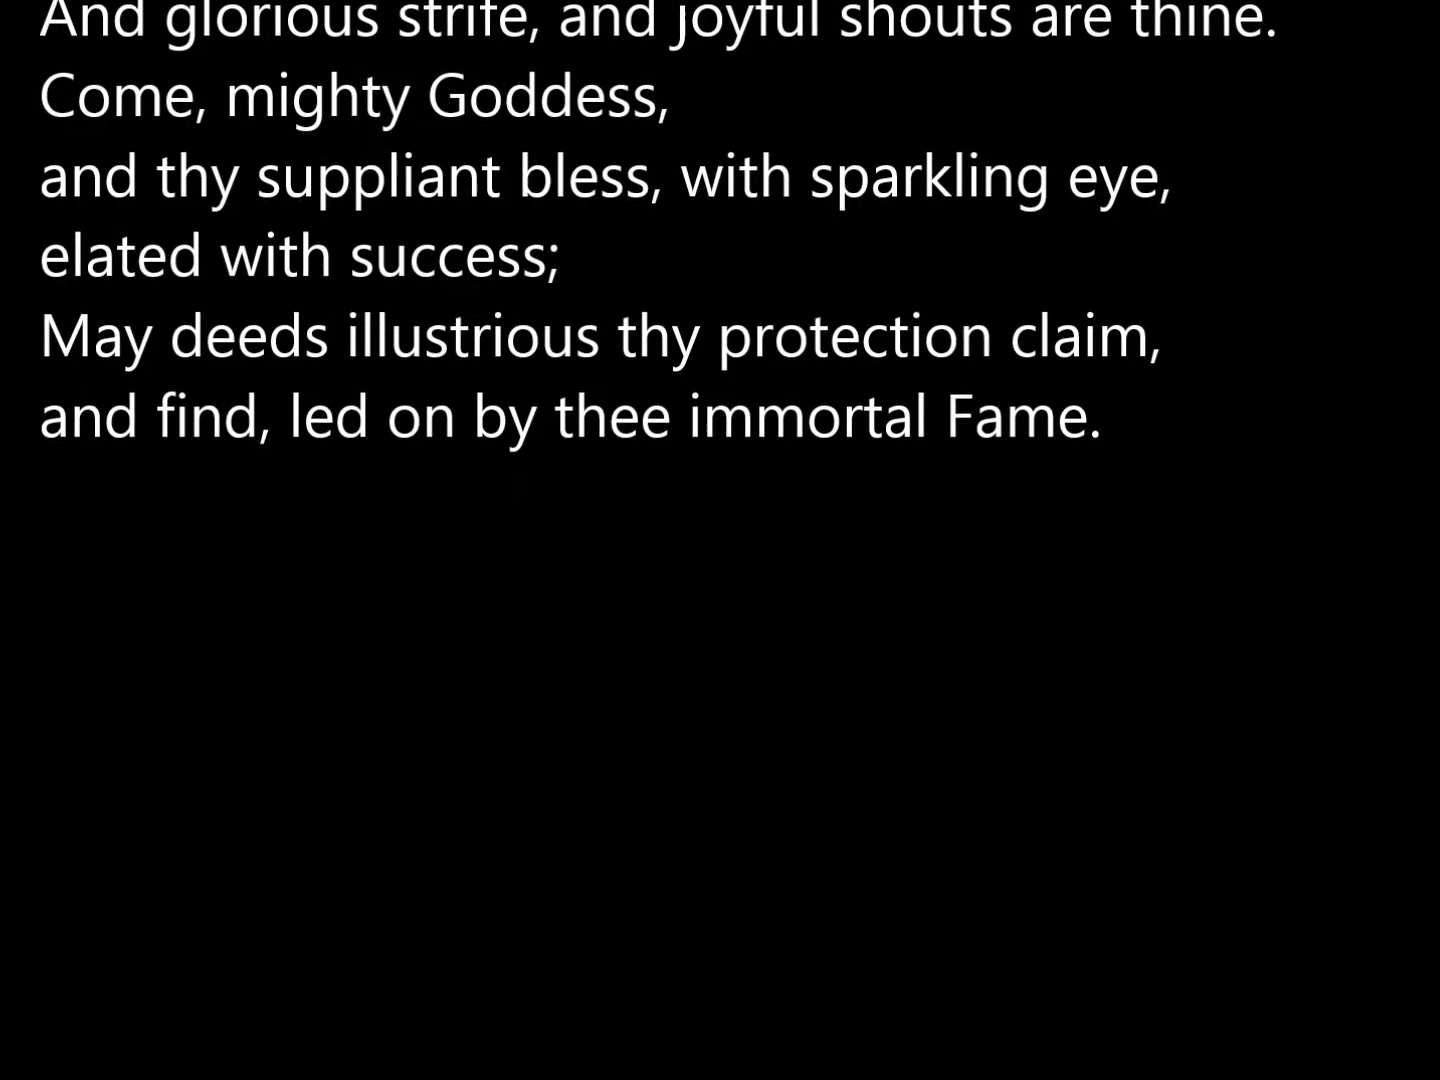 And glorious strife, and joyful shouts are thine.
Come, mighty Goddess,
and thy suppliant bless, with sparkling eye,
elated with success;
May deeds illustrious thy protection claim,
and find, led on by thee immortal Fame.